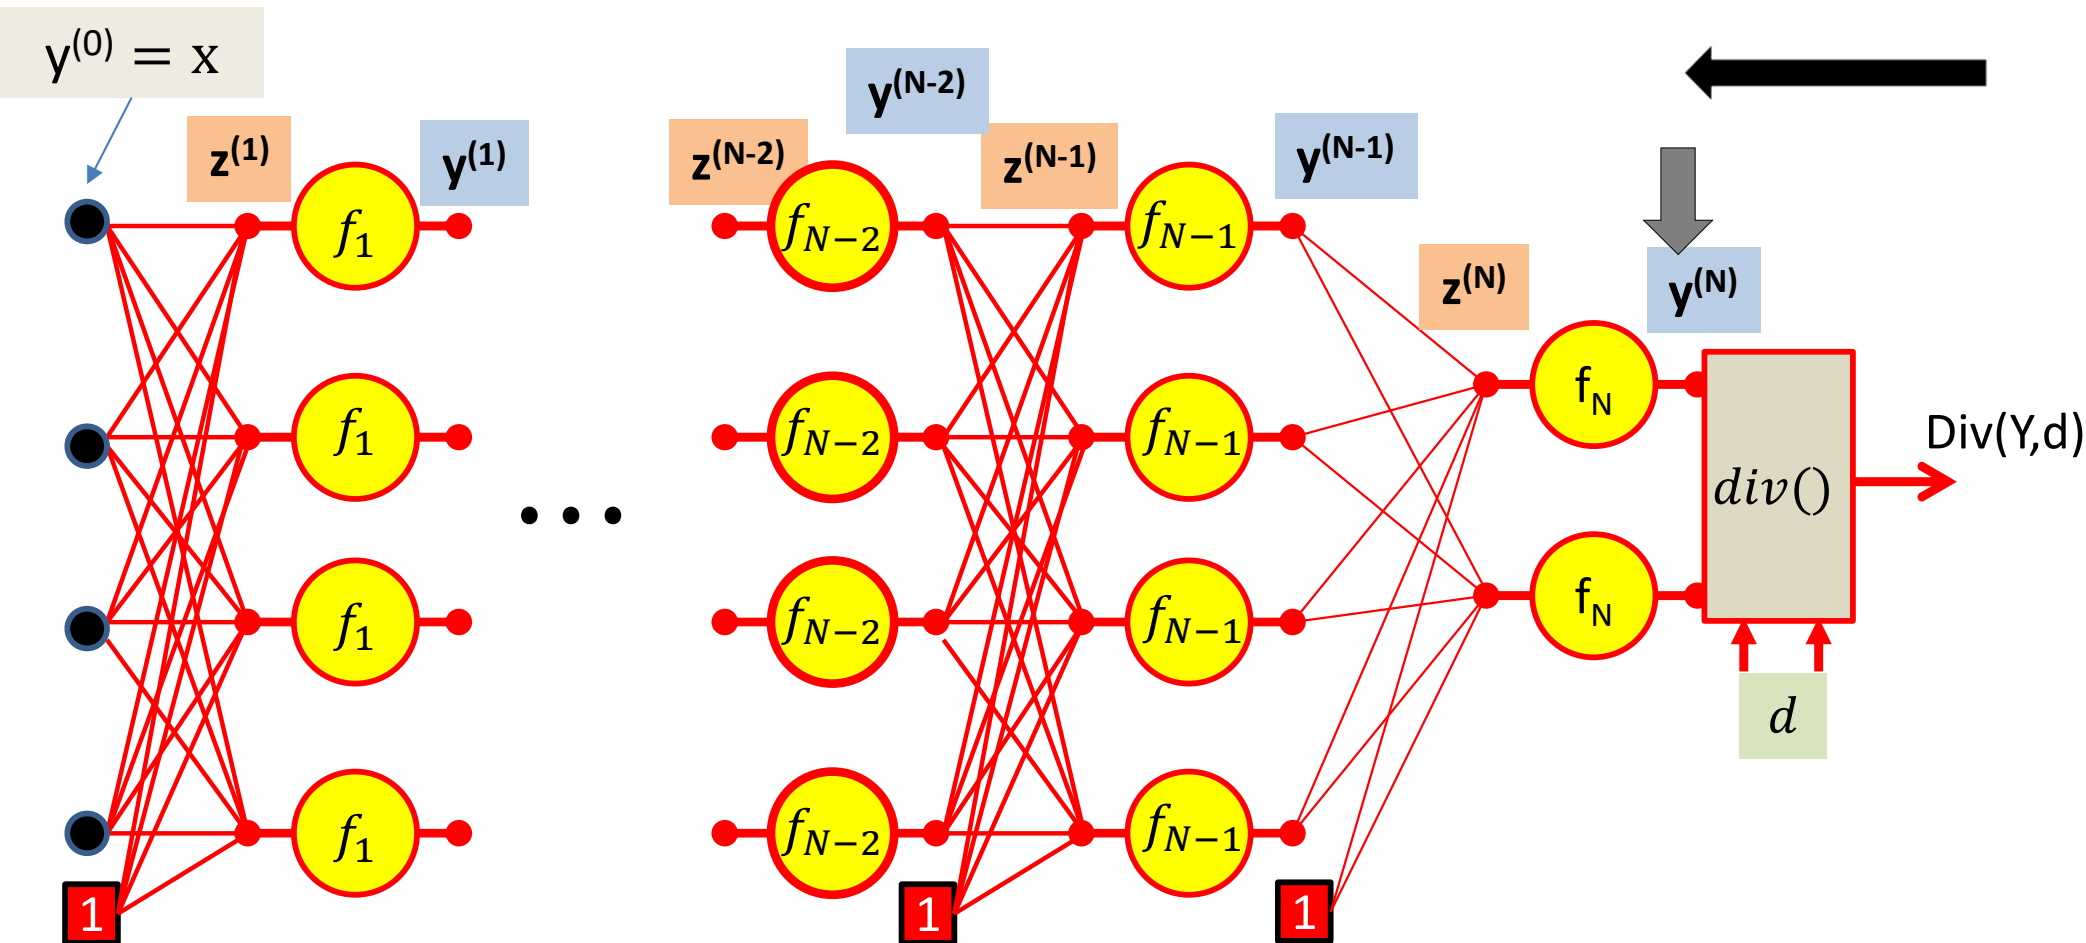 y(0) = x
z(1)
y(1)
z(N-2)
y(N-2)
z(N-1)
y(N-1)
z(N)
y(N)
f1
f1
f1
f1
...
fN−2
fN−2
fN−2
fN−2
fN−1
fN−1
fN−1
fN−1
fN
fN
div()
Div(Y,d)
d
1
1
1